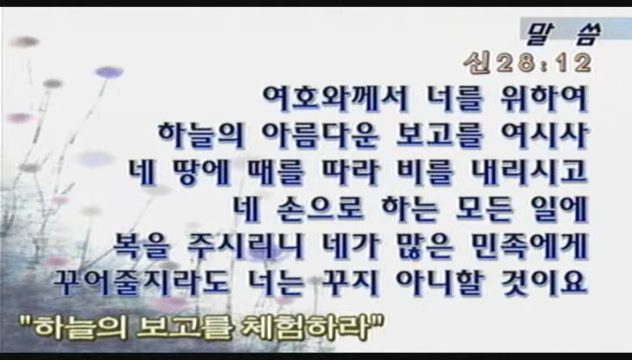 말 씀
신28:12
여호와께서 너를 위하여
하늘의 아름다운 보고를 여시사
네 땅에 때를 따라 비를 내리시고
네 손으로 하는 모든 일에
복을 주시리니 네가 많은 민족에게
꾸어줄지라도 너는 꾸지 아니할 것이요
"하늘의 보고를 체험하라"